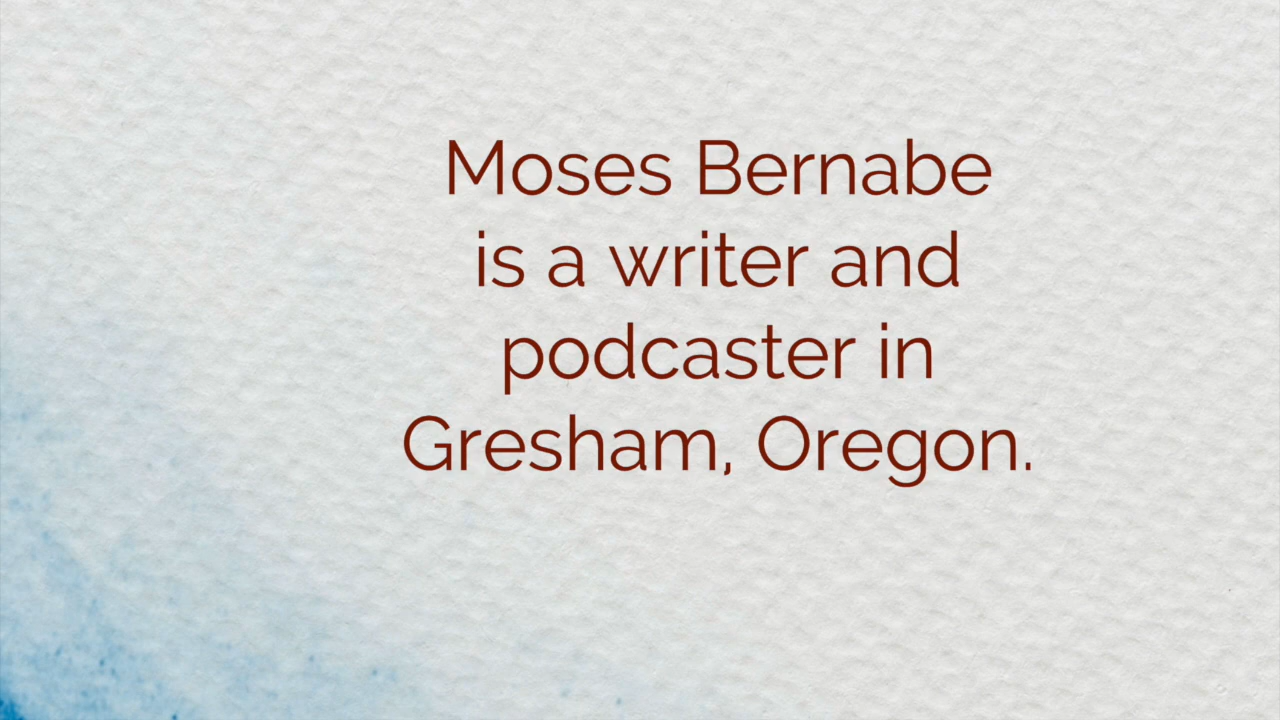 Moses Bernabe
is a writer and
podcaster in
Gresham, Oregon.